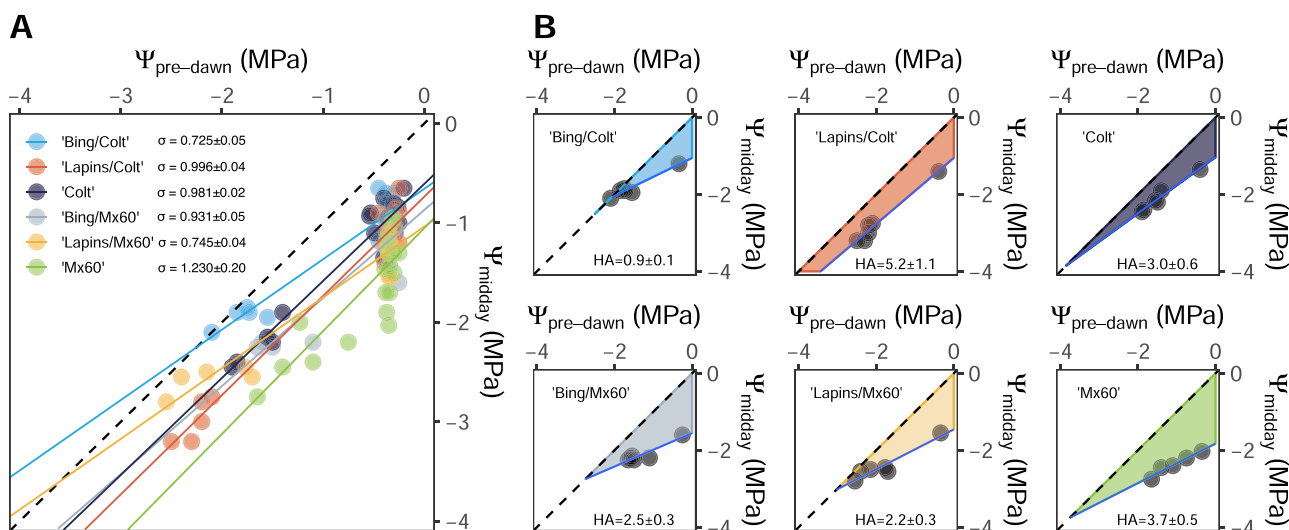 A
Ψpre–dawn (MPa)
−4 −3 −2 −1 0
'Bing/Colt' σ = 0.725±0.05
'Lapins/Colt' σ = 0.996±0.04
'Colt' σ = 0.981±0.02
'Bing/Mx60' σ = 0.931±0.05
'Lapins/Mx60' σ = 0.745±0.04
'Mx60' σ = 1.230±0.20
0
−1
−2
−3
−4
Ψmidday (MPa)
B
Ψpre–dawn (MPa)
−4 −2 0
'Bing/Colt'
HA=0.9±0.1
0
−2
−4
Ψmidday (MPa)
Ψpre–dawn (MPa)
−4 −2 0
'Lapins/Colt'
HA=5.2±1.1
0
−2
−4
Ψmidday (MPa)
Ψpre–dawn (MPa)
−4 −2 0
'Colt'
HA=3.0±0.6
0
−2
−4
Ψmidday (MPa)
Ψpre–dawn (MPa)
−4 −2 0
'Bing/Mx60'
HA=2.5±0.3
0
−2
−4
Ψmidday (MPa)
Ψpre–dawn (MPa)
−4 −2 0
'Lapins/Mx60'
HA=2.2±0.3
0
−2
−4
Ψmidday (MPa)
Ψpre–dawn (MPa)
−4 −2 0
'Mx60'
HA=3.7±0.5
0
−2
−4
Ψmidday (MPa)